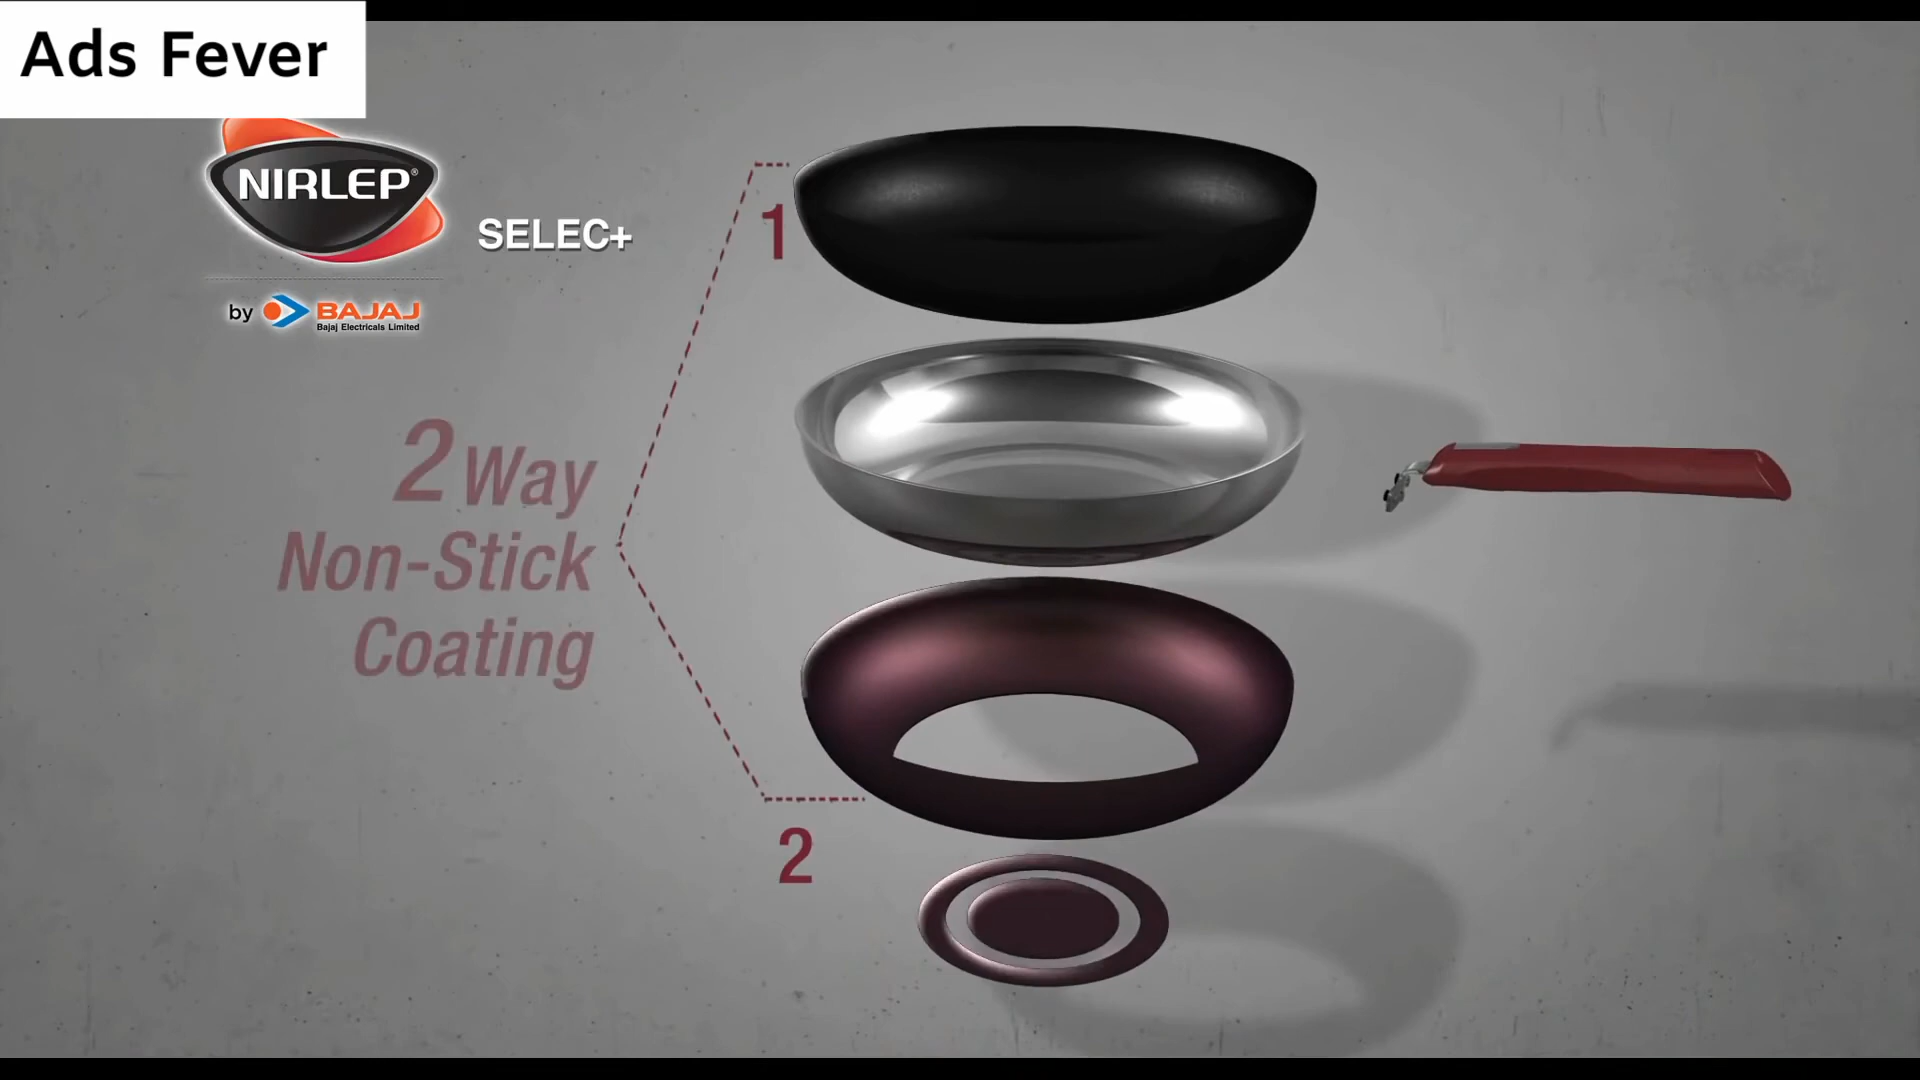 Ads Fever
NIRLEP®
SELEC+
by BAJAJ
Bajaj Electricals Limited
1
2 Way
Non-Stick
Coating
2